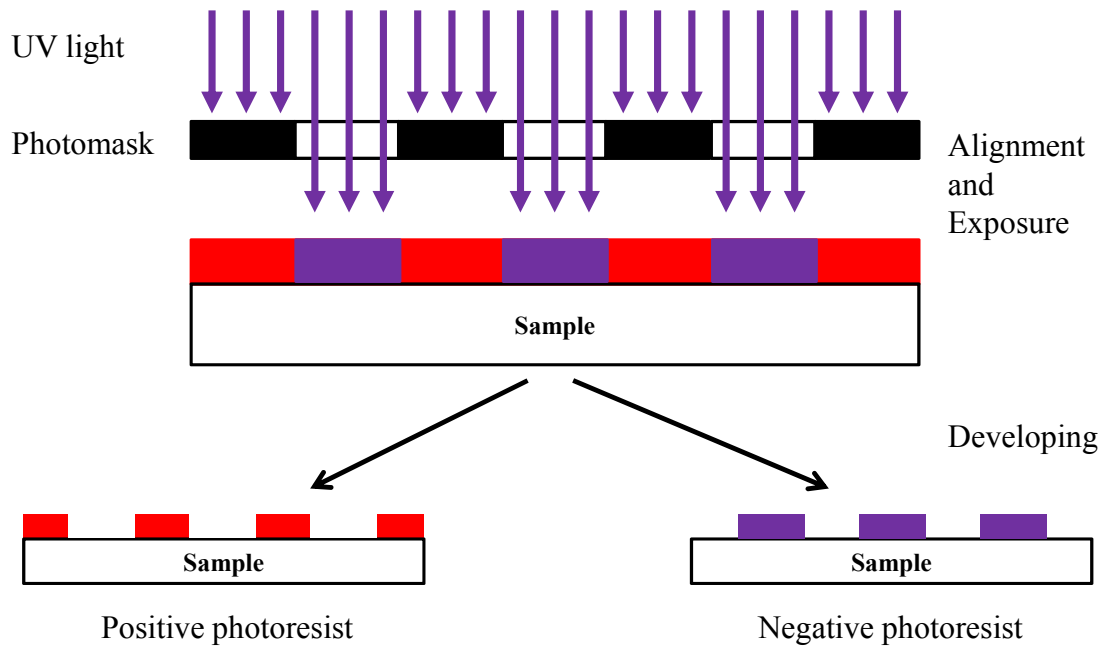 UV light
Photomask
Alignment
and
Exposure
Sample
Developing
Sample
Sample
Positive photoresist
Negative photoresist